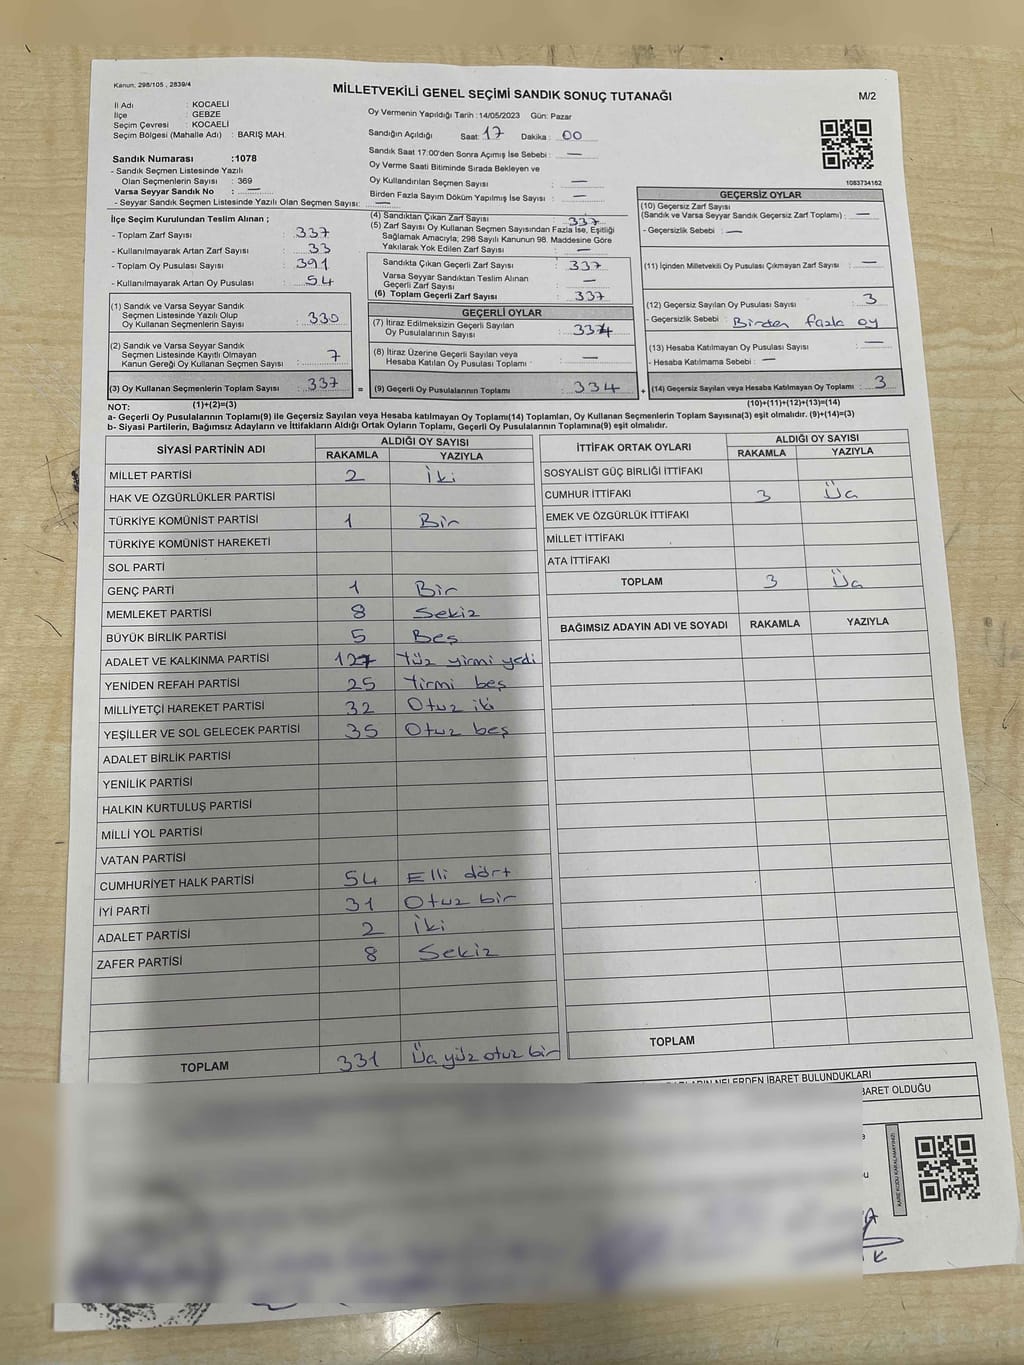 Kanun: 298/105 , 2839/4
MİLLETVEKİLİ GENEL SEÇİMİ SANDIK SONUÇ TUTANAĞI
M/2
İl Adı : KOCAELİ
İlçe : GEBZE
Seçim Çevresi : KOCAELİ
Seçim Bölgesi (Mahalle Adı) : BARIŞ MAH.
Sandık Numarası :1078
- Sandık Seçmen Listesinde Yazılı
Olan Seçmenlerin Sayısı : 369
Varsa Seyyar Sandık No : —
- Seyyar Sandık Seçmen Listesinde Yazılı Olan Seçmen Sayısı: —
Oy Vermenin Yapıldığı Tarih :14/05/2023 Gün: Pazar
Sandığın Açıldığı Saat: 17 Dakika : 00
Sandık Saat 17:00'den Sonra Açımış İse Sebebi : —
Oy Verme Saati Bitiminde Sırada Bekleyen ve
Oy Kullandırılan Seçmen Sayısı : —
Birden Fazla Sayım Döküm Yapılmış İse Sayısı : —
1083734162
İlçe Seçim Kurulundan Teslim Alınan ;
- Toplam Zarf Sayısı : 337
- Kullanılmayarak Artan Zarf Sayısı : 33
- Toplam Oy Pusulası Sayısı : 391
- Kullanılmayarak Artan Oy Pusulası : 54
(4) Sandıktan Çıkan Zarf Sayısı : 337
(5) Zarf Sayısı Oy Kullanan Seçmen Sayısından Fazla İse, Eşitliği
Sağlamak Amacıyla; 298 Sayılı Kanunun 98. Maddesine Göre
Yakılarak Yok Edilen Zarf Sayısı : —
Sandıkta Çıkan Geçerli Zarf Sayısı : 337
Varsa Seyyar Sandıktan Teslim Alınan
Geçerli Zarf Sayısı : —
(6) Toplam Geçerli Zarf Sayısı : 337
GEÇERSİZ OYLAR
(10) Geçersiz Zarf Sayısı
(Sandık ve Varsa Seyyar Sandık Geçersiz Zarf Toplamı) : —
- Geçersizlik Sebebi : —
(11) İçinden Milletvekili Oy Pusulası Çıkmayan Zarf Sayısı : —
(12) Geçersiz Sayılan Oy Pusulası Sayısı : 3
- Geçersizlik Sebebi : Birden fazla oy
(13) Hesaba Katılmayan Oy Pusulası Sayısı : —
- Hesaba Katılmama Sebebi : —
(14) Geçersiz Sayılan veya Hesaba Katılmayan Oy Toplamı : 3
(10)+(11)+(12)+(13)=(14)
(1) Sandık ve Varsa Seyyar Sandık
Seçmen Listesinde Yazılı Olup
Oy Kullanan Seçmenlerin Sayısı : 330
(2) Sandık ve Varsa Seyyar Sandık
Seçmen Listesinde Kayıtlı Olmayan
Kanun Gereği Oy Kullanan Seçmen Sayısı : 7
(3) Oy Kullanan Seçmenlerin Toplam Sayısı : 337 =
(1)+(2)=(3)
GEÇERLİ OYLAR
(7) İtiraz Edilmeksizin Geçerli Sayılan
Oy Pusulalarının Sayısı : 334
(8) İtiraz Üzerine Geçerli Sayılan veya
Hesaba Katılan Oy Pusulası Toplamı : —
(9) Geçerli Oy Pusulalarının Toplamı : 334 +
NOT:
a- Geçerli Oy Pusulalarının Toplamı(9) ile Geçersiz Sayılan veya Hesaba katılmayan Oy Toplamı(14) Toplamları, Oy Kullanan Seçmenlerin Toplam Sayısına(3) eşit olmalıdır. (9)+(14)=(3)
b- Siyasi Partilerin, Bağımsız Adayların ve İttifakların Aldığı Ortak Oyların Toplamı, Geçerli Oy Pusulalarının Toplamına(9) eşit olmalıdır.
SİYASİ PARTİNİN ADI ALDIĞI OY SAYISI
RAKAMLA YAZIYLA
MİLLET PARTİSİ 2 İki
HAK VE ÖZGÜRLÜKLER PARTİSİ
TÜRKİYE KOMÜNİST PARTİSİ 1 Bir
TÜRKİYE KOMÜNİST HAREKETİ
SOL PARTİ
GENÇ PARTİ 1 Bir
MEMLEKET PARTİSİ 8 Sekiz
BÜYÜK BİRLİK PARTİSİ 5 Beş
ADALET VE KALKINMA PARTİSİ 127 Yüz yirmi yedi
YENİDEN REFAH PARTİSİ 25 Yirmi beş
MİLLİYETÇİ HAREKET PARTİSİ 32 Otuz iki
YEŞİLLER VE SOL GELECEK PARTİSİ 35 Otuz beş
ADALET BİRLİK PARTİSİ
YENİLİK PARTİSİ
HALKIN KURTULUŞ PARTİSİ
MİLLİ YOL PARTİSİ
VATAN PARTİSİ
CUMHURİYET HALK PARTİSİ 54 Elli dört
İYİ PARTİ 31 Otuz bir
ADALET PARTİSİ 2 İki
ZAFER PARTİSİ 8 Sekiz
TOPLAM 331 Üç yüz otuz bir
İTTİFAK ORTAK OYLARI ALDIĞI OY SAYISI
RAKAMLA YAZIYLA
SOSYALİST GÜÇ BİRLİĞİ İTTİFAKI
CUMHUR İTTİFAKI 3 Üç
EMEK VE ÖZGÜRLÜK İTTİFAKI
MİLLET İTTİFAKI
ATA İTTİFAKI
TOPLAM 3 Üç
BAĞIMSIZ ADAYIN ADI VE SOYADI RAKAMLA YAZIYLA
TOPLAM
NELERDEN İBARET BULUNDUKLARI
BARET OLDUĞU
KARE KODU KARALAMAYINIZ!